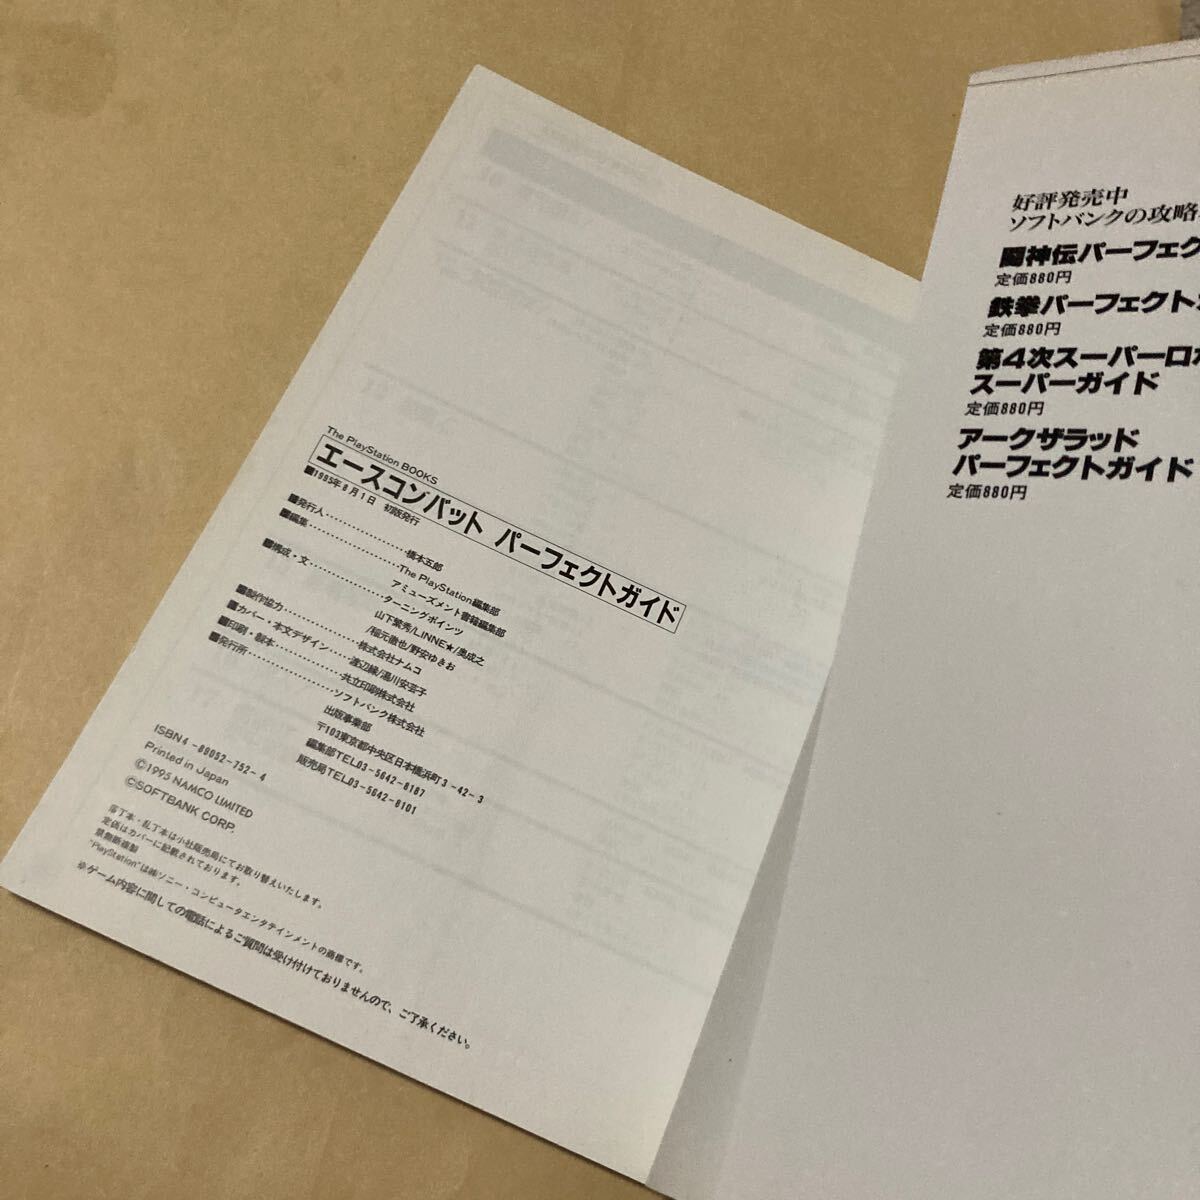 The PlayStation BOOKS
エースコンバット パーフェクトガイド
■1995年8月1日 初版発行
■発行人・・・・・・・・・・・・・・橋本五郎
■編集・・・・・・・・・・・・・・・・The PlayStation編集部
アミューズメント書籍編集部
■構成・文・・・・・・・・・・・・・ターニングポインツ
山下繁秀/LINNE★/奥成之
/稲元徹也/野安ゆきお
■製作協力・・・・・・・・・・・・・株式会社ナムコ
■カバー・本文デザイン・・・・・渡辺縁/湯川安芸子
■印刷・製本・・・・・・・・・・・・共立印刷株式会社
■発行所・・・・・・・・・・・・・・ソフトバンク株式会社
出版事業部
〒103東京都中央区日本橋浜町3-42-3
編集部TEL03-5642-8187
販売局TEL03-5642-8101
ISBN4-89052-752-4
Printed in Japan
©1995 NAMCO LIMITED
©SOFTBANK CORP.
落丁本・乱丁本は小社販売局にてお取り替えいたします。
定価はカバーに記載されております。
禁無断複製
"PlayStation"は㈱ソニー・コンピュータエンタテインメントの商標です。
※ゲーム内容に関しての電話によるご質問は受け付けておりませんので、ご了承ください。
好評発売中
ソフトバンクの攻略
闘神伝パーフェク
定価880円
鉄拳パーフェクト
定価880円
第4次スーパーロボ
スーパーガイド
定価880円
アークザラッド
パーフェクトガイド
定価880円